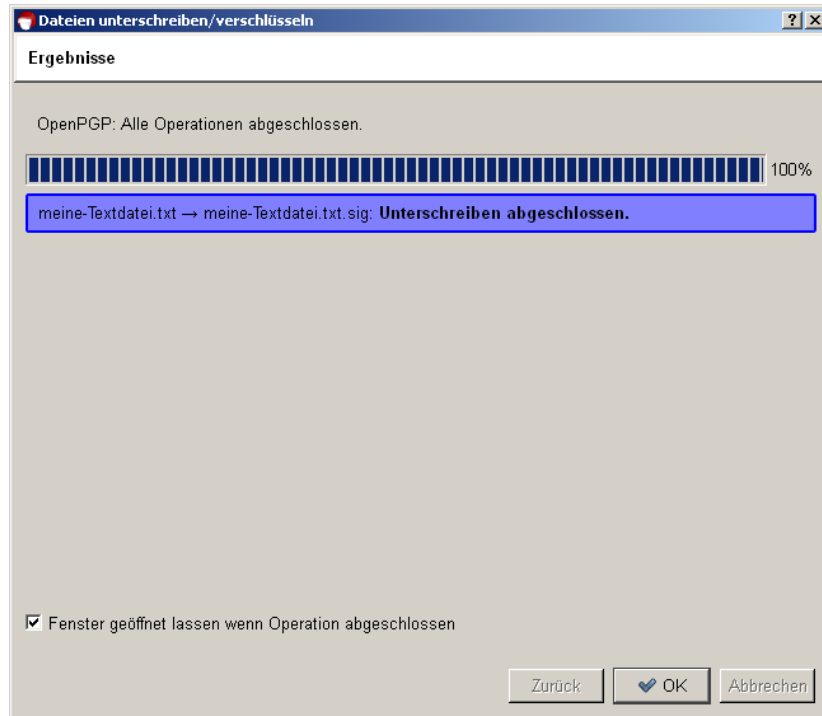 Dateien unterschreiben/verschlüsseln
Ergebnisse
OpenPGP: Alle Operationen abgeschlossen.
100%
meine-Textdatei.txt → meine-Textdatei.txt.sig: Unterschreiben abgeschlossen.
Fenster geöffnet lassen wenn Operation abgeschlossen
Zurück OK Abbrechen